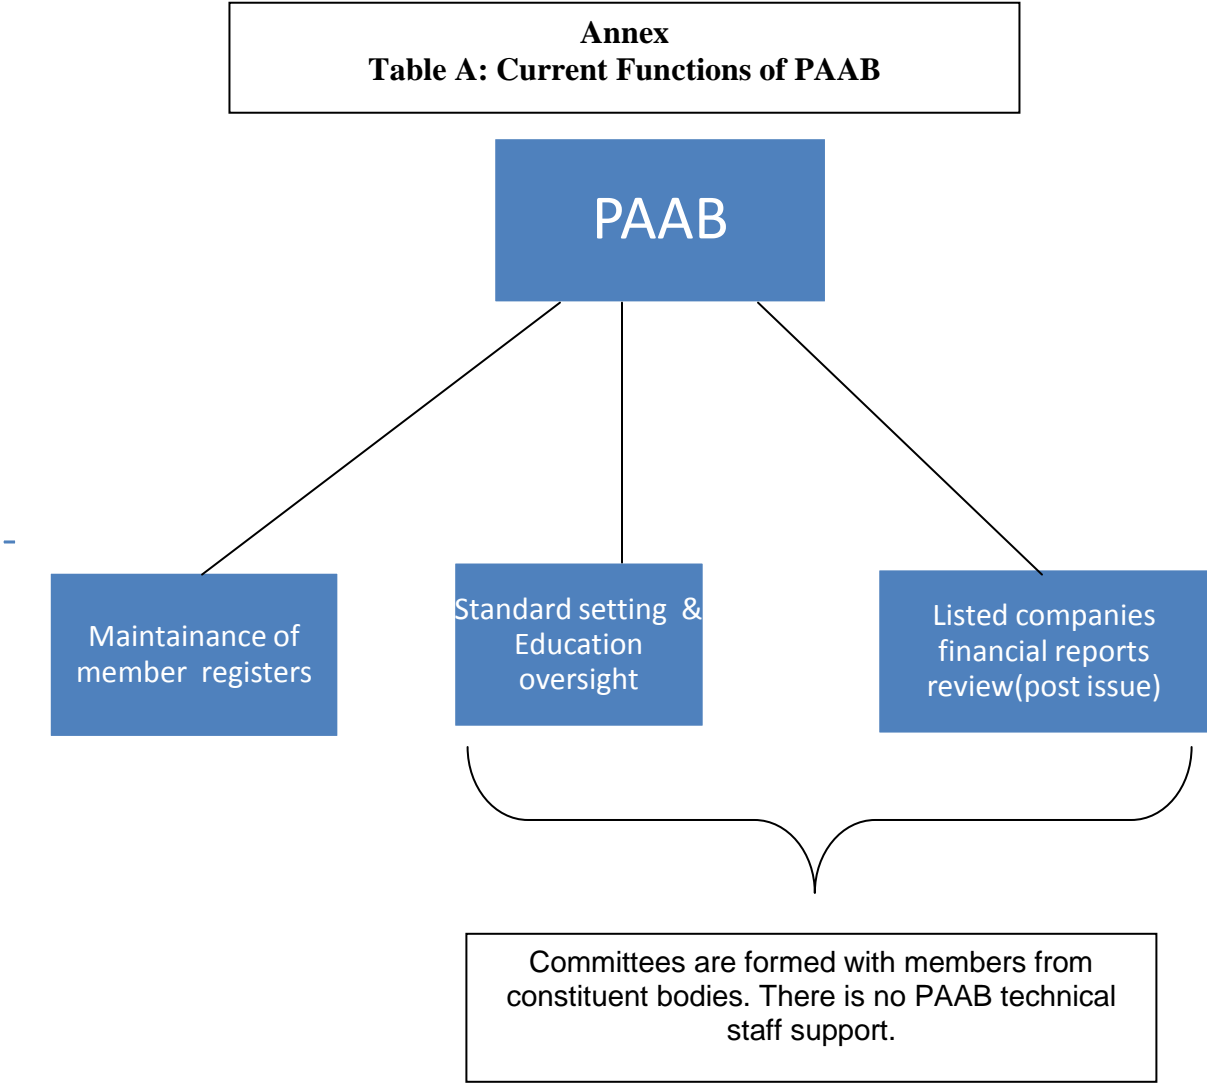 Annex
Table A: Current Functions of PAAB
PAAB
Maintainance of
member registers
Standard setting &
Education
oversight
Listed companies
financial reports
review(post issue)
Committees are formed with members from
constituent bodies. There is no PAAB technical
staff support.